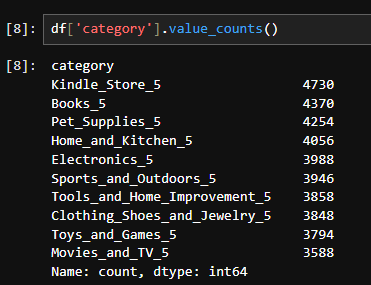 [8]: df['category'].value_counts()
[8]: category
Kindle_Store_5 4730
Books_5 4370
Pet_Supplies_5 4254
Home_and_Kitchen_5 4056
Electronics_5 3988
Sports_and_Outdoors_5 3946
Tools_and_Home_Improvement_5 3858
Clothing_Shoes_and_Jewelry_5 3848
Toys_and_Games_5 3794
Movies_and_TV_5 3588
Name: count, dtype: int64